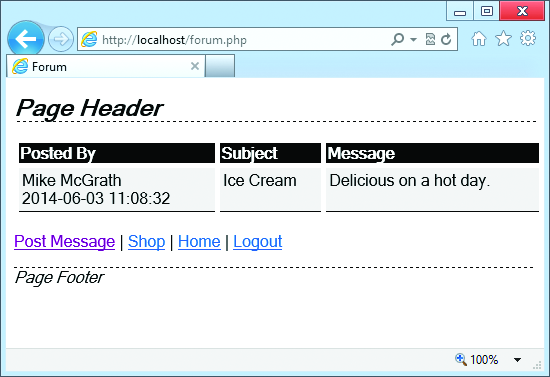 http://localhost/forum.php
Forum
Page Header
Posted By Subject Message
Mike McGrath Ice Cream Delicious on a hot day.
2014-06-03 11:08:32
Post Message | Shop | Home | Logout
Page Footer
100%